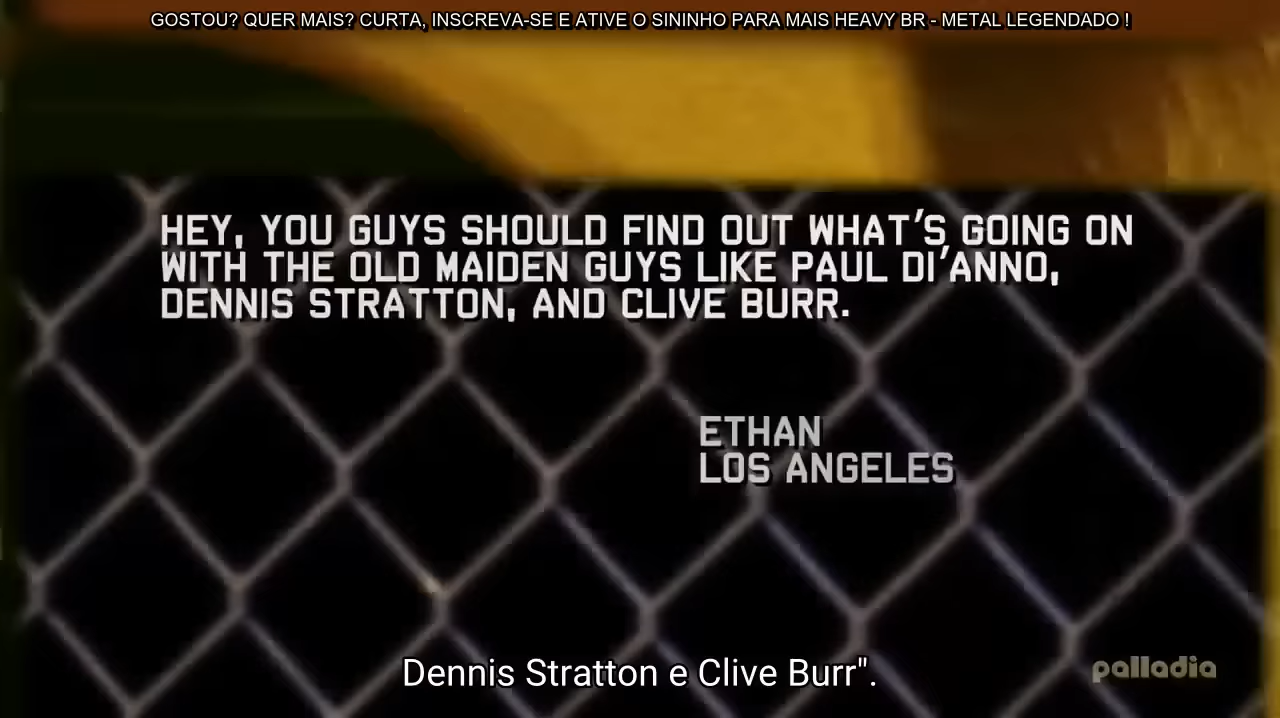 GOSTOU? QUER MAIS? CURTA, INSCREVA-SE E ATIVE O SININHO PARA MAIS HEAVY BR - METAL LEGENDADO !
HEY, YOU GUYS SHOULD FIND OUT WHAT'S GOING ON
WITH THE OLD MAIDEN GUYS LIKE PAUL DI'ANNO,
DENNIS STRATTON, AND CLIVE BURR.
ETHAN
LOS ANGELES
Dennis Stratton e Clive Burr".
palladia